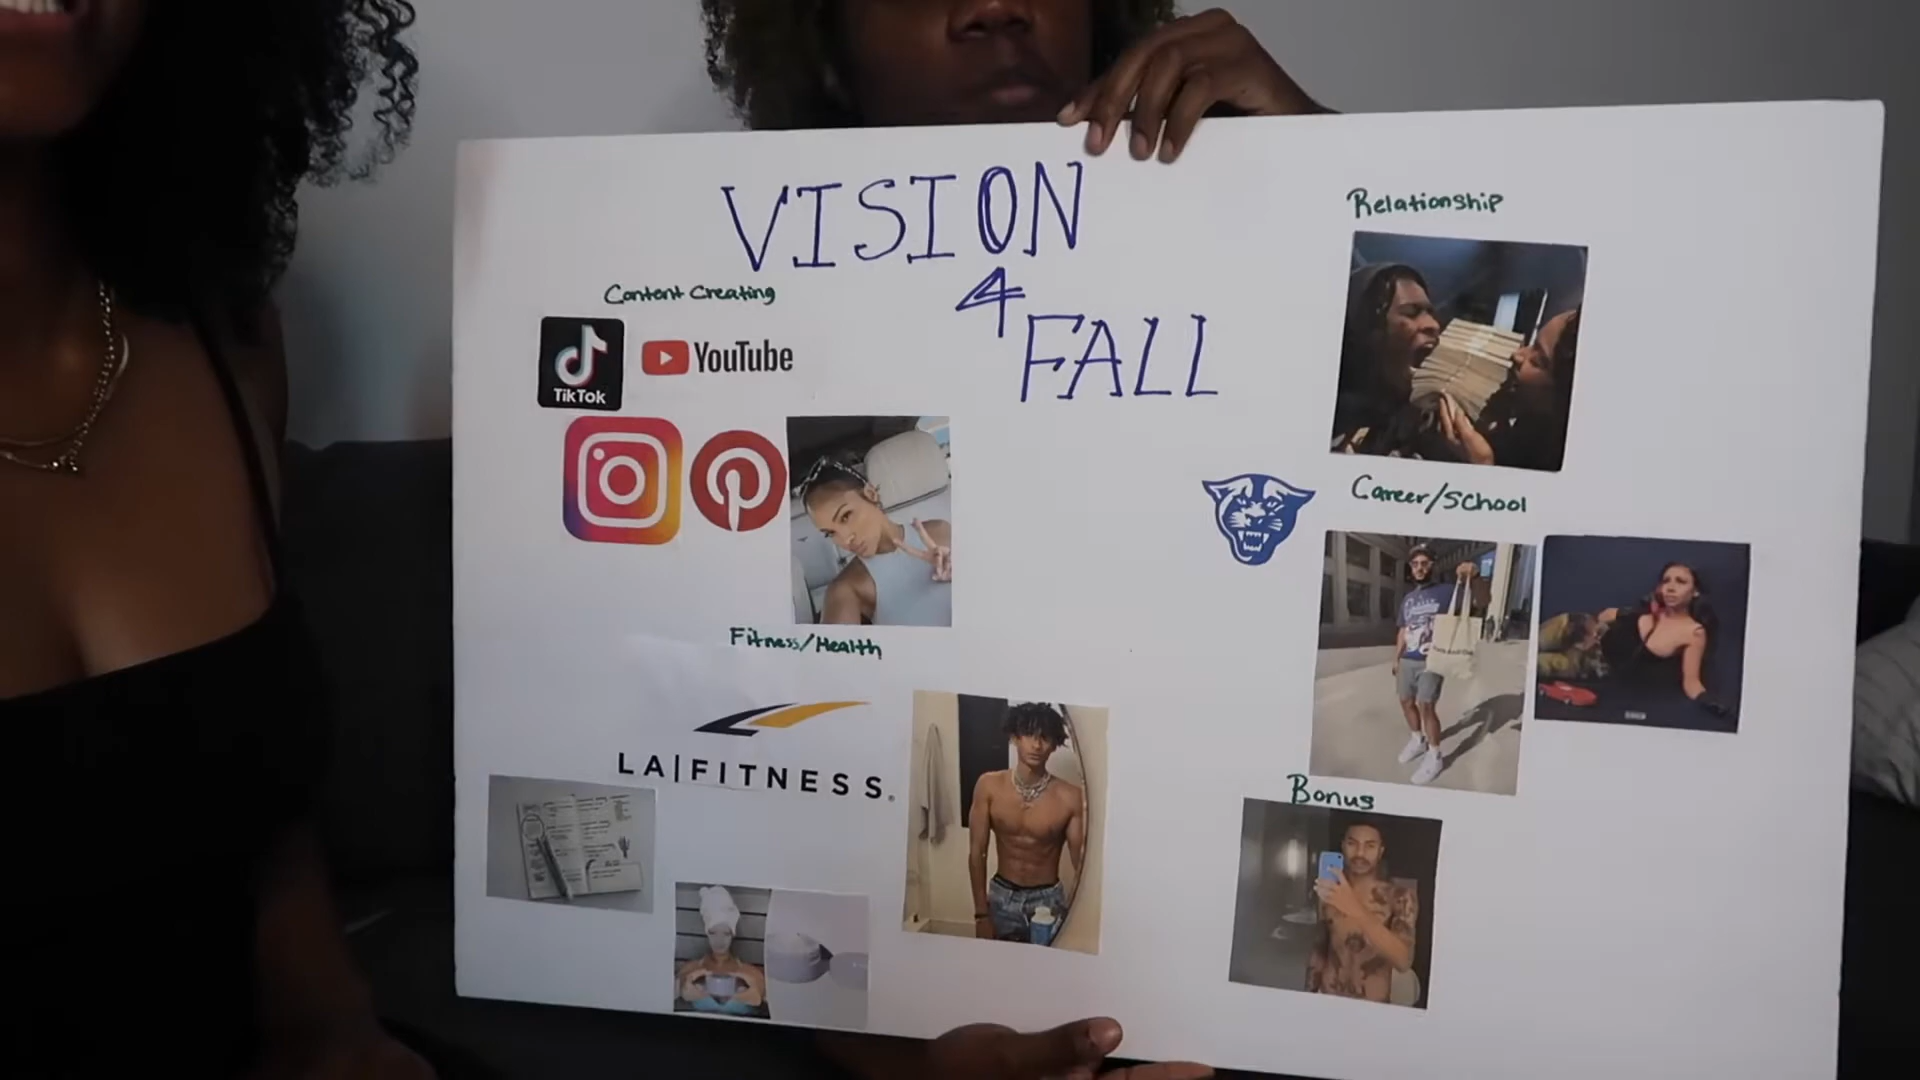 VISION
4
FALL
Content Creating
TikTok
YouTube
Fitness/Health
LA|FITNESS®
Relationship
Career/School
Bonus